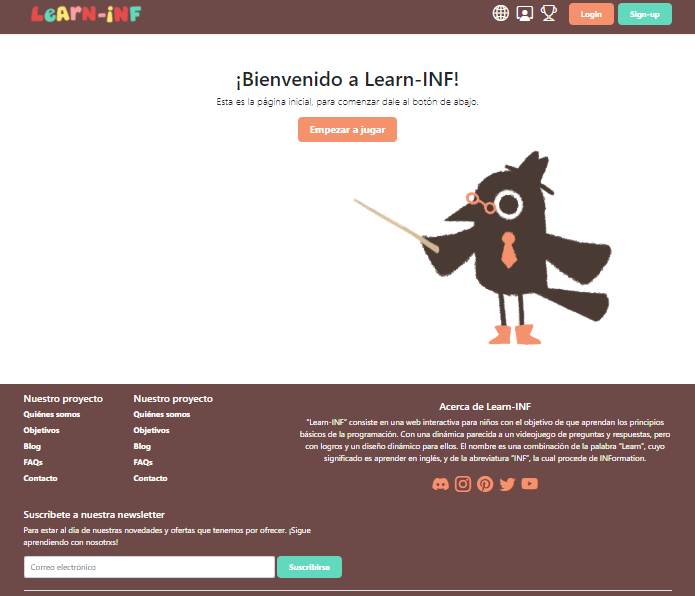 LEARN-INF
Login
Sign-up
¡Bienvenido a Learn-INF!
Esta es la página inicial, para comenzar dale al botón de abajo.
Empezar a jugar
Nuestro proyecto
Quiénes somos
Objetivos
Blog
FAQs
Contacto
Nuestro proyecto
Quiénes somos
Objetivos
Blog
FAQs
Contacto
Acerca de Learn-INF
"Learn-INF" consiste en una web interactiva para niños con el objetivo de que aprendan los principios
básicos de la programación. Con una dinámica parecida a un videojuego de preguntas y respuestas, pero
con logros y un diseño dinámico para ellos. El nombre es una combinación de la palabra "Learn", cuyo
significado es aprender en inglés, y de la abreviatura "INF", la cual procede de INFormation.
Suscribete a nuestra newsletter
Para estar al día de nuestras novedades y ofertas que tenemos por ofrecer. ¡Sigue
aprendiendo con nosotrxs!
Correo electrónico
Suscribirse